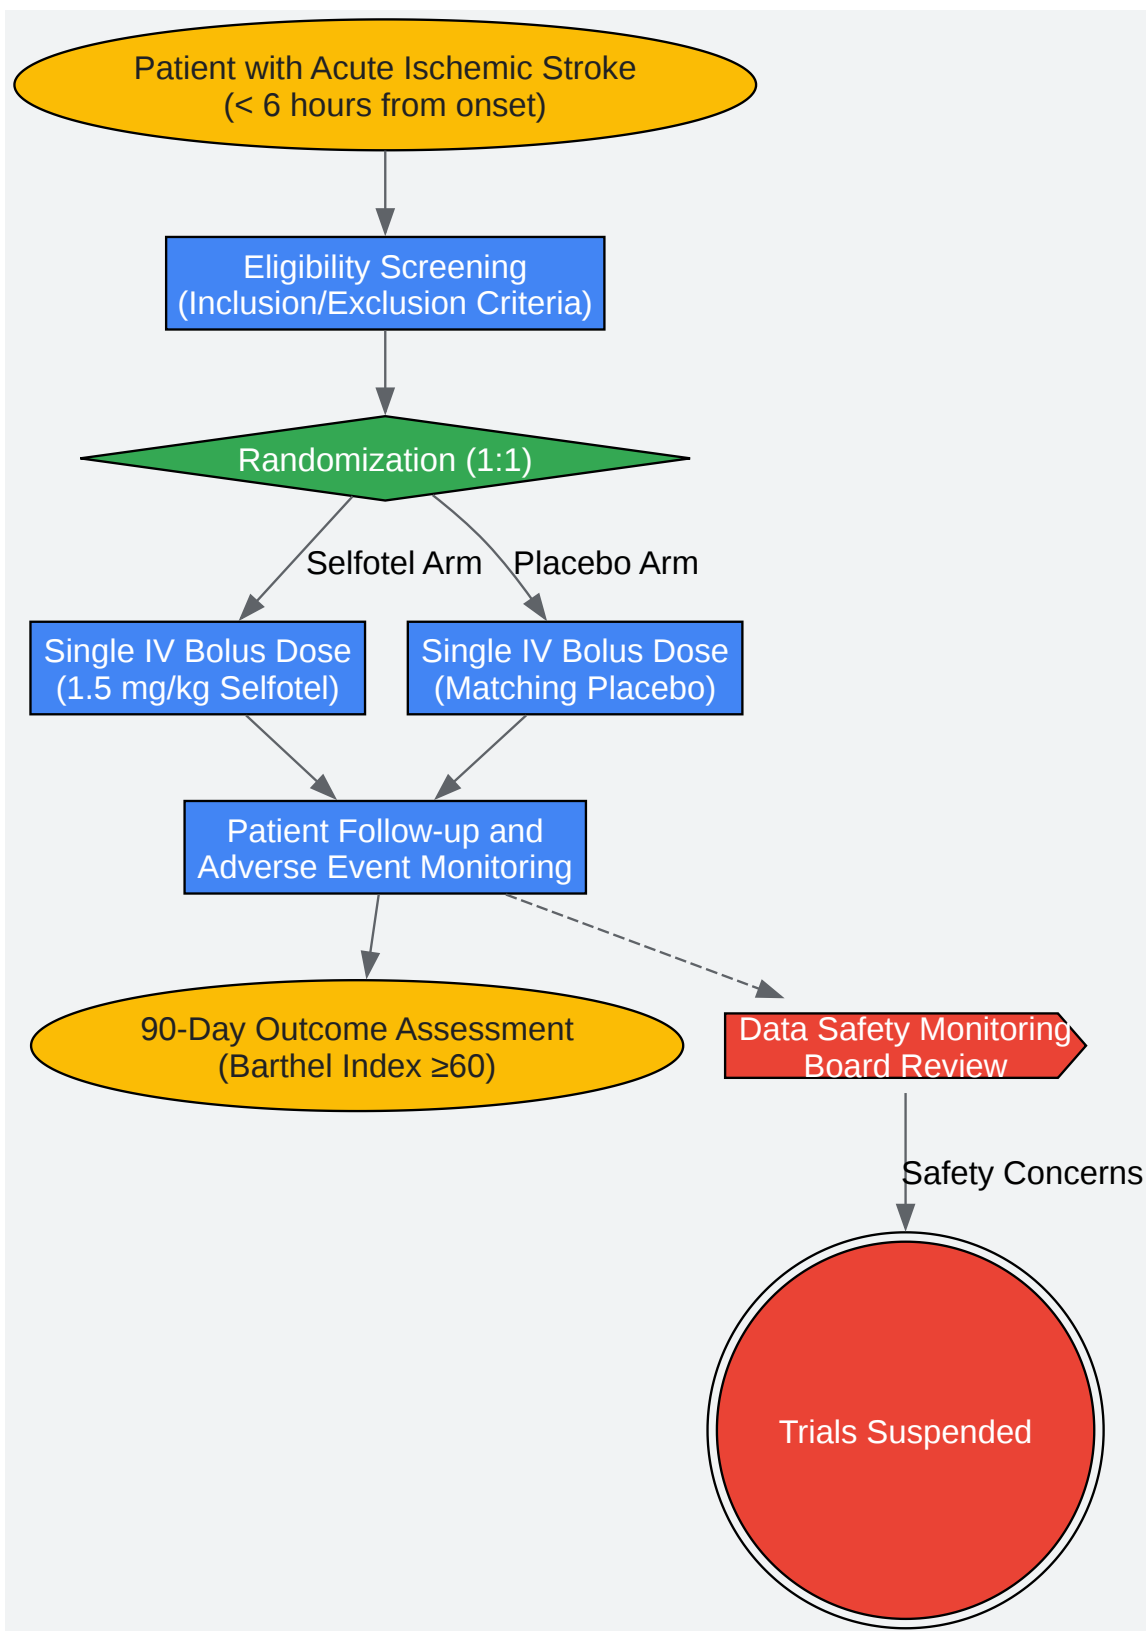 Patient with Acute Ischemic Stroke
(< 6 hours from onset)
Eligibility Screening
(Inclusion/Exclusion Criteria)
Randomization (1:1)
Selfotel Arm
Placebo Arm
Single IV Bolus Dose
(1.5 mg/kg Selfotel)
Single IV Bolus Dose
(Matching Placebo)
Patient Follow-up and
Adverse Event Monitoring
90-Day Outcome Assessment
(Barthel Index ≥60)
Data Safety Monitoring
Board Review
Safety Concerns
Trials Suspended